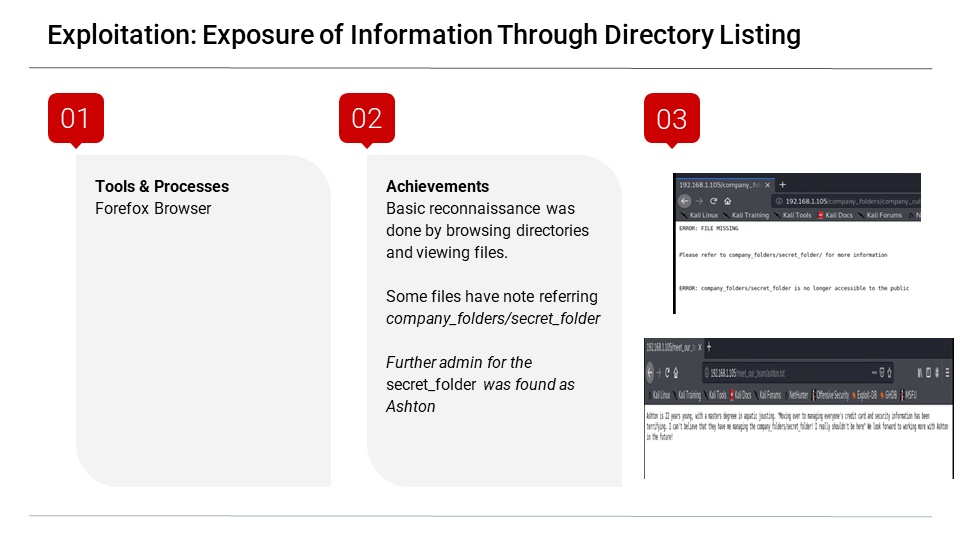 Exploitation: Exposure of Information Through Directory Listing
01
Tools & Processes
Forefox Browser
02
Achievements
Basic reconnaissance was
done by browsing directories
and viewing files.
Some files have note referring
company_folders/secret_folder
Further admin for the
secret_folder was found as
Ashton
03
192.168.1.105/company_fol
192.168.1.105/company_folders/company_cul
Kali Linux Kali Training Kali Tools Kali Docs Kali Forums N
ERROR: FILE MISSING
Please refer to company_folders/secret_folder/ for more information
ERROR: company_folders/secret_folder is no longer accessible to the public
192.168.1.105/meet_our_t
192.168.1.105/meet_our_team/ashton.txt
Kali Linux Kali Training Kali Tools Kali Docs Kali Forums NetHunter Offensive Security Exploit-DB GHDB MSFU
Ashton is 22 years young, with a masters degreee in aquatic jousting. "Moving over to managing everyone's credit card and security information has been
terrifying. I can't believe that they have me managing the company_folders/secret_folder! I really shouldn't be here" We look forward to working more with Ashton
in the future!